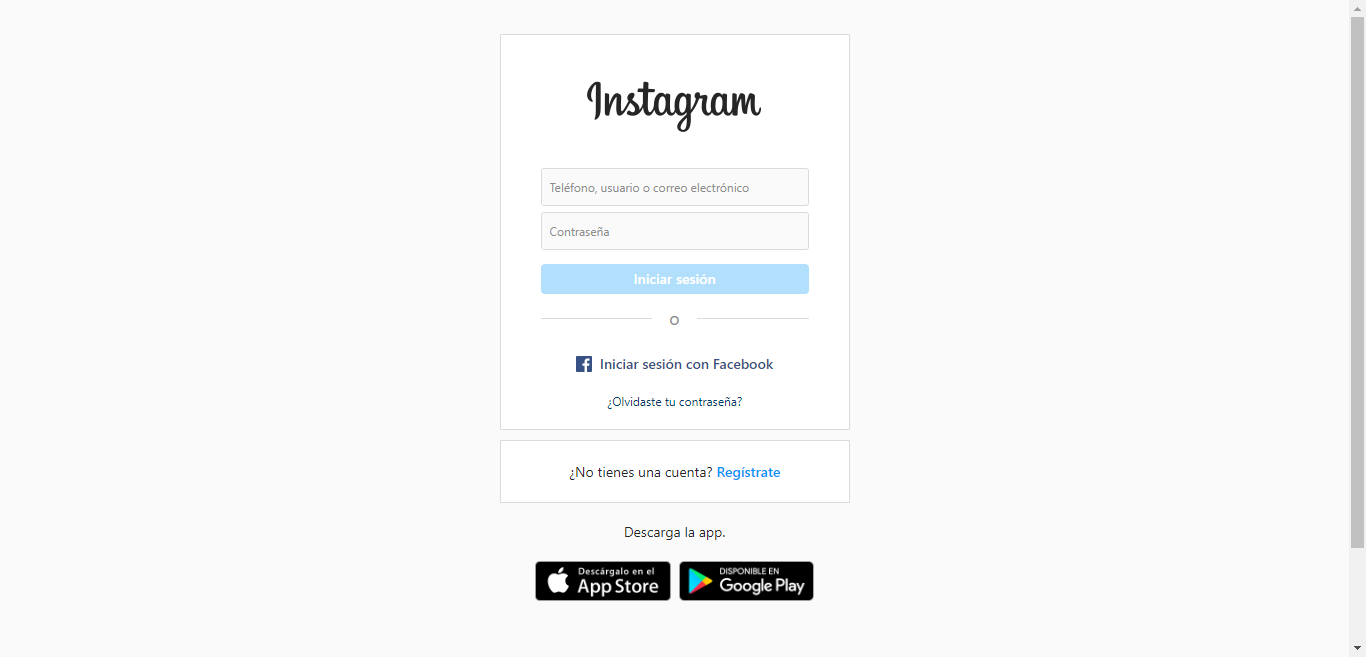 Instagram
Teléfono, usuario o correo electrónico
Contraseña
Iniciar sesión
O
Iniciar sesión con Facebook
¿Olvidaste tu contraseña?
¿No tienes una cuenta? Regístrate
Descarga la app.
Descárgalo en el
App Store
DISPONIBLE EN
Google Play